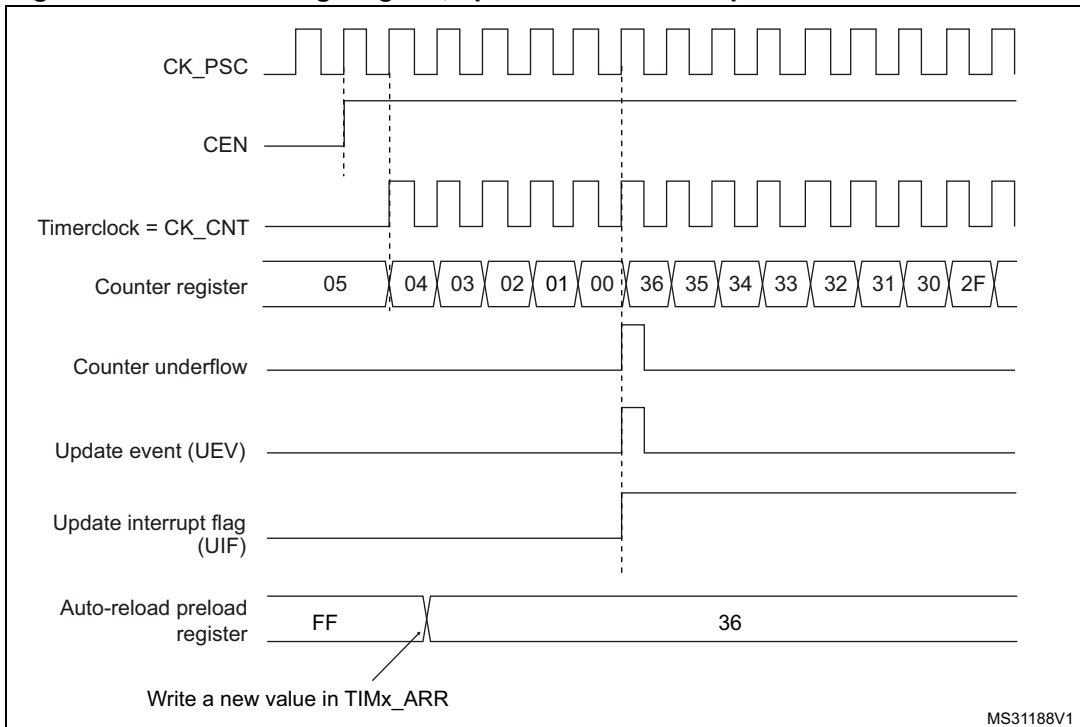 CK_PSC
CEN
Timerclock = CK_CNT
Counter register 05 04 03 02 01 00 36 35 34 33 32 31 30 2F
Counter underflow
Update event (UEV)
Update interrupt flag
(UIF)
Auto-reload preload
register
FF 36
Write a new value in TIMx_ARR
MS31188V1